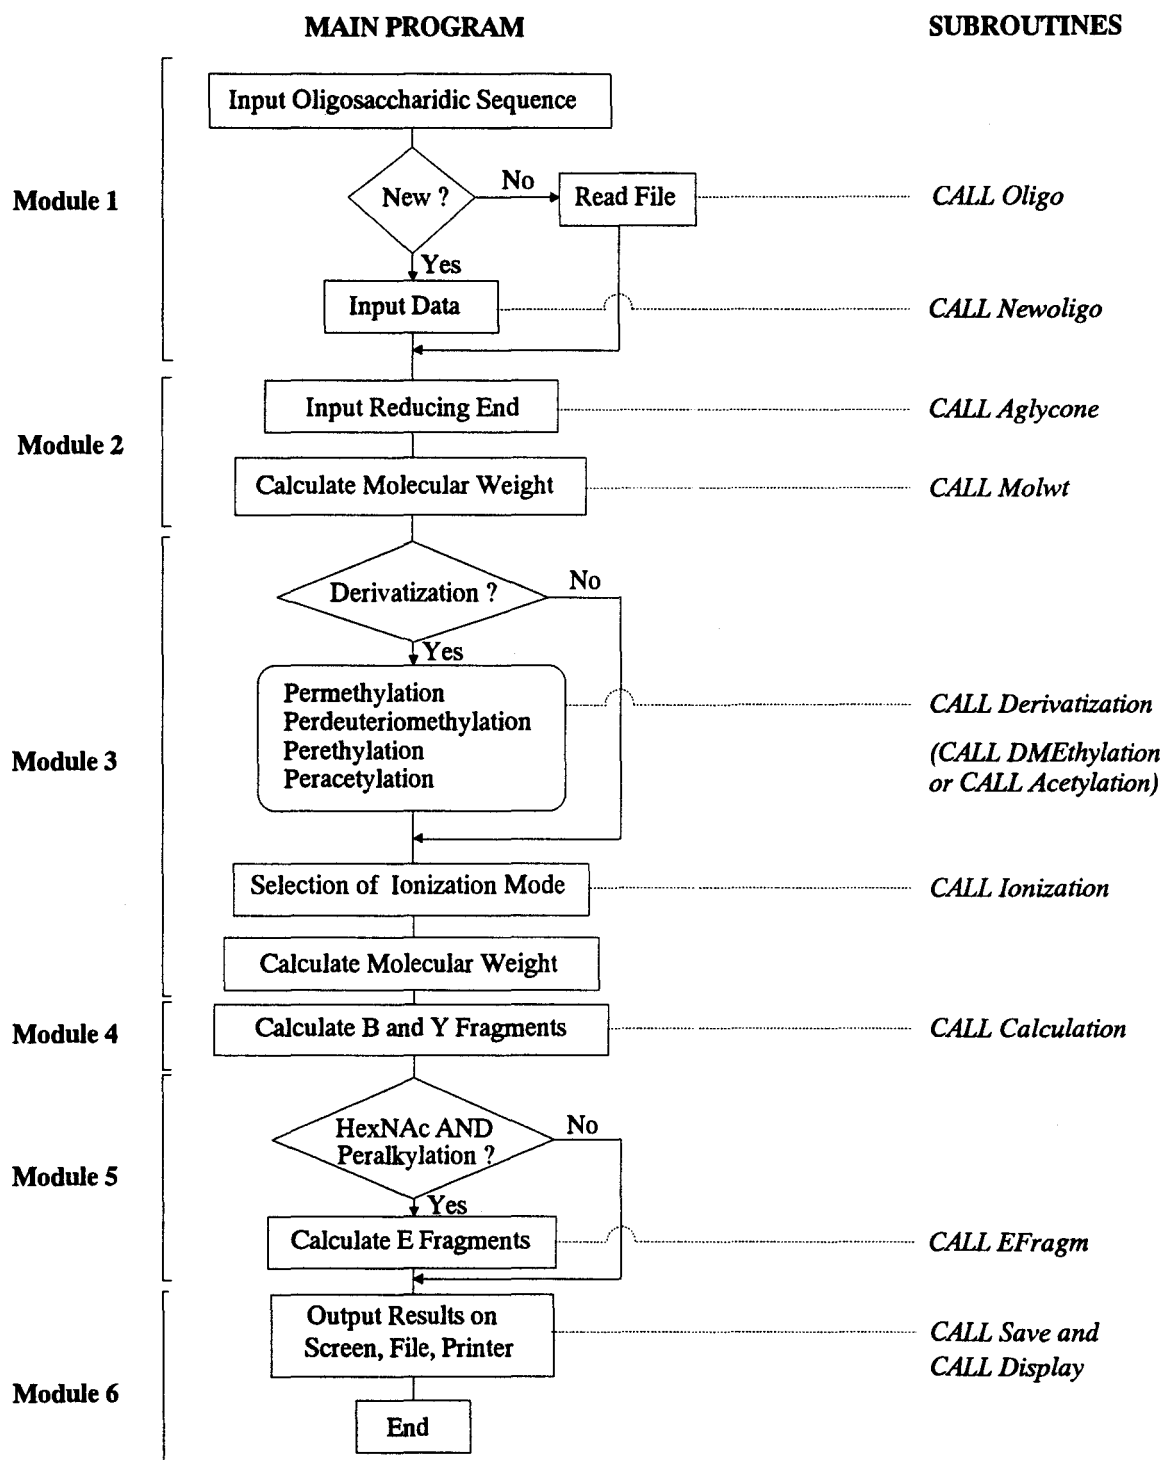 MAIN PROGRAM
SUBROUTINES
Module 1
Input Oligosaccharidic Sequence
New ?
No
Read File
CALL Oligo
Yes
Input Data
CALL Newoligo
Module 2
Input Reducing End
CALL Aglycone
Calculate Molecular Weight
CALL Molwt
Module 3
Derivatization ?
No
Yes
Permethylation
Perdeuteriomethylation
Perethylation
Peracetylation
CALL Derivatization
(CALL DMEthylation
or CALL Acetylation)
Selection of Ionization Mode
CALL Ionization
Calculate Molecular Weight
Module 4
Calculate B and Y Fragments
CALL Calculation
Module 5
HexNAc AND
Peralkylation ?
No
Yes
Calculate E Fragments
CALL EFragm
Module 6
Output Results on
Screen, File, Printer
CALL Save and
CALL Display
End